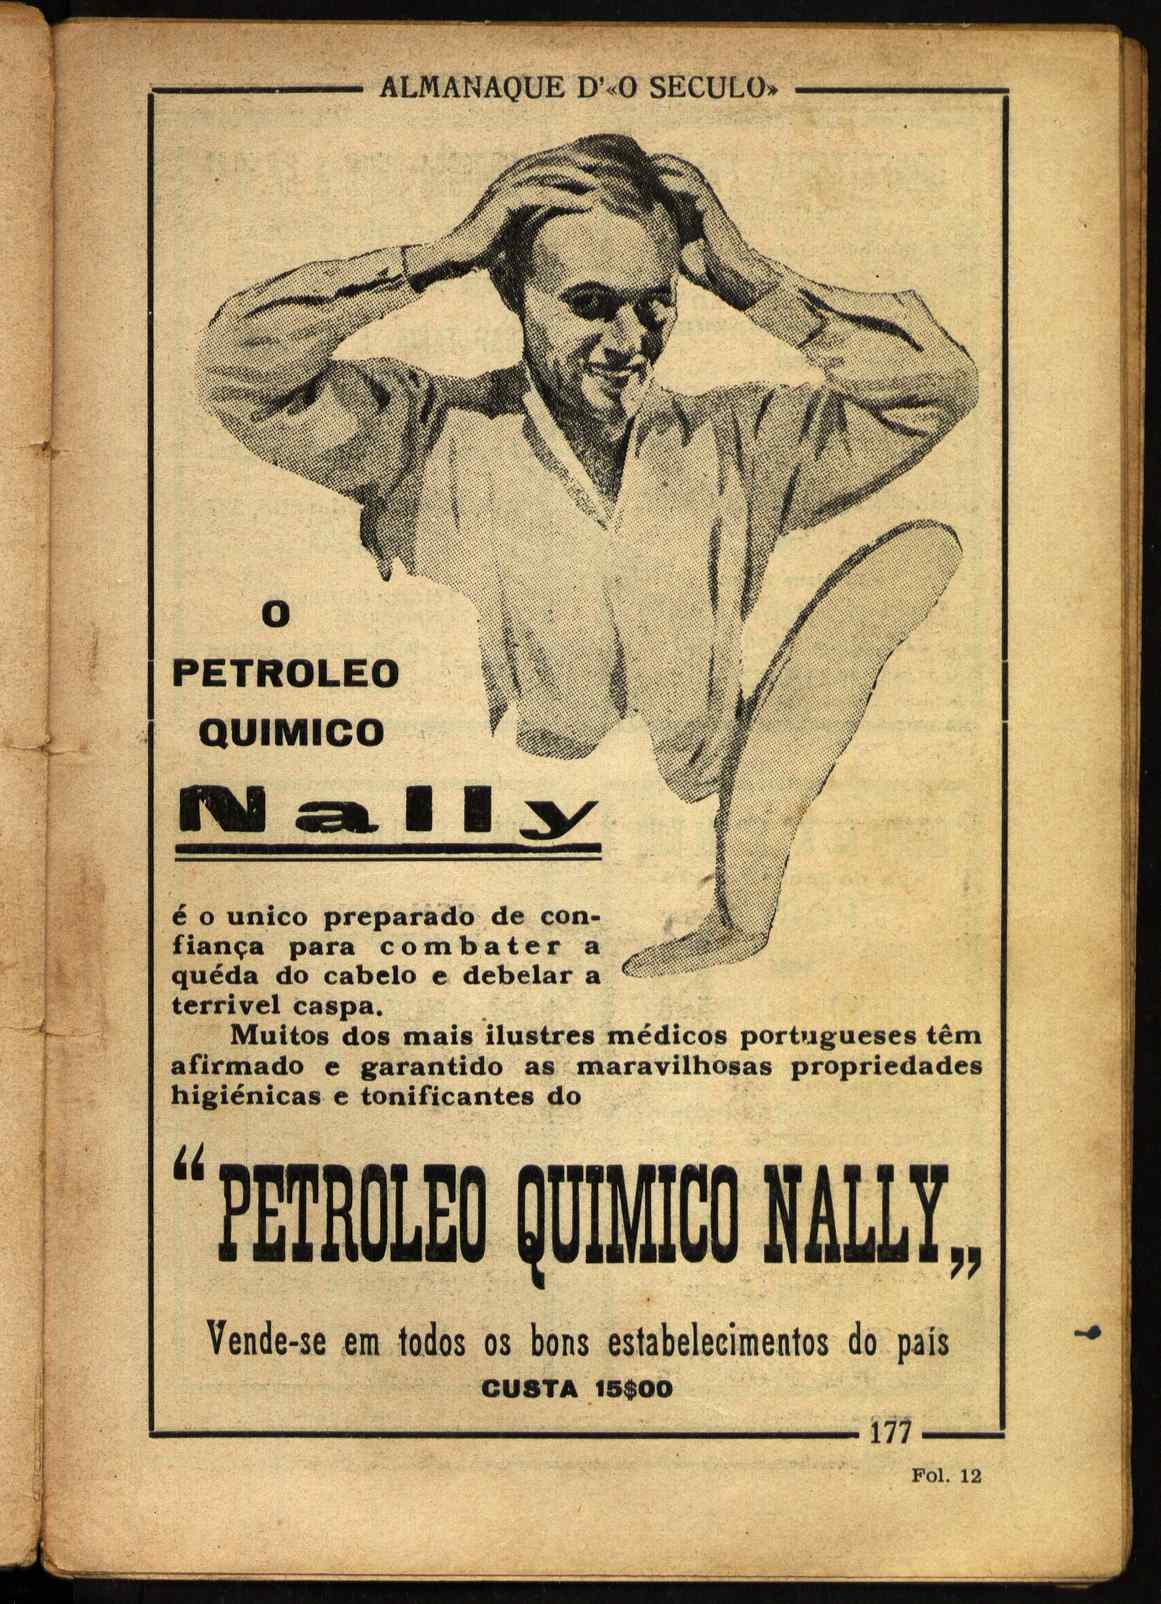 ALMANAQUE D'«O SECULO»
O
PETROLEO
QUIMICO
Nally
é o unico preparado de con-
fiança para combater a
quéda do cabelo e debelar a
terrivel caspa.
Muitos dos mais ilustres médicos portugueses têm
afirmado e garantido as maravilhosas propriedades
higiénicas e tonificantes do
“PETROLEO QUIMICO NALLY„
Vende-se em todos os bons estabelecimentos do país
CUSTA 15$00
177
Fol. 12